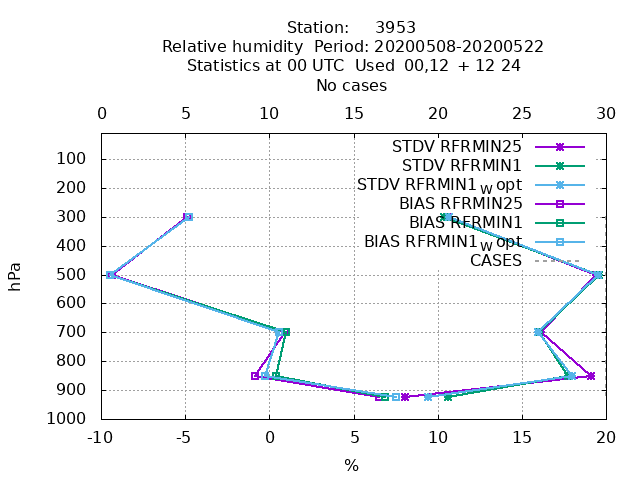 Station: 3953
Relative humidity Period: 20200508-20200522
Statistics at 00 UTC Used 00,12 + 12 24
No cases
0 5 10 15 20 25 30
STDV RFRMIN25
STDV RFRMIN1w opt
STDV RFRMIN1
BIAS RFRMIN25
BIAS RFRMIN1
BIAS RFRMIN1w opt
CASES
hPa
100
200
300
400
500
600
700
800
900
1000
-10 -5 0 5 10 15 20
%